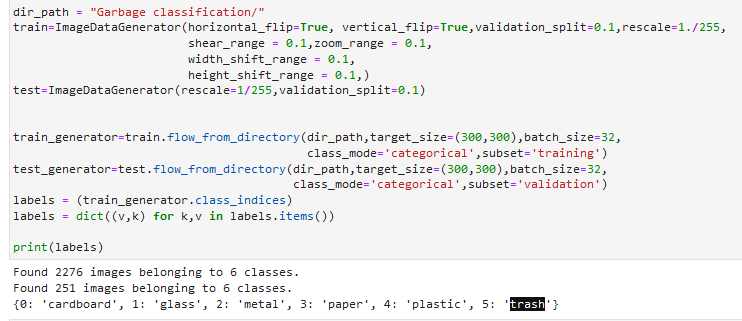 dir_path = "Garbage classification/"
train=ImageDataGenerator(horizontal_flip=True, vertical_flip=True,validation_split=0.1,rescale=1./255,
shear_range = 0.1,zoom_range = 0.1,
width_shift_range = 0.1,
height_shift_range = 0.1,)
test=ImageDataGenerator(rescale=1/255,validation_split=0.1)
train_generator=train.flow_from_directory(dir_path,target_size=(300,300),batch_size=32,
class_mode='categorical',subset='training')
test_generator=test.flow_from_directory(dir_path,target_size=(300,300),batch_size=32,
class_mode='categorical',subset='validation')
labels = (train_generator.class_indices)
labels = dict((v,k) for k,v in labels.items())
print(labels)
Found 2276 images belonging to 6 classes.
Found 251 images belonging to 6 classes.
{0: 'cardboard', 1: 'glass', 2: 'metal', 3: 'paper', 4: 'plastic', 5: 'trash'}